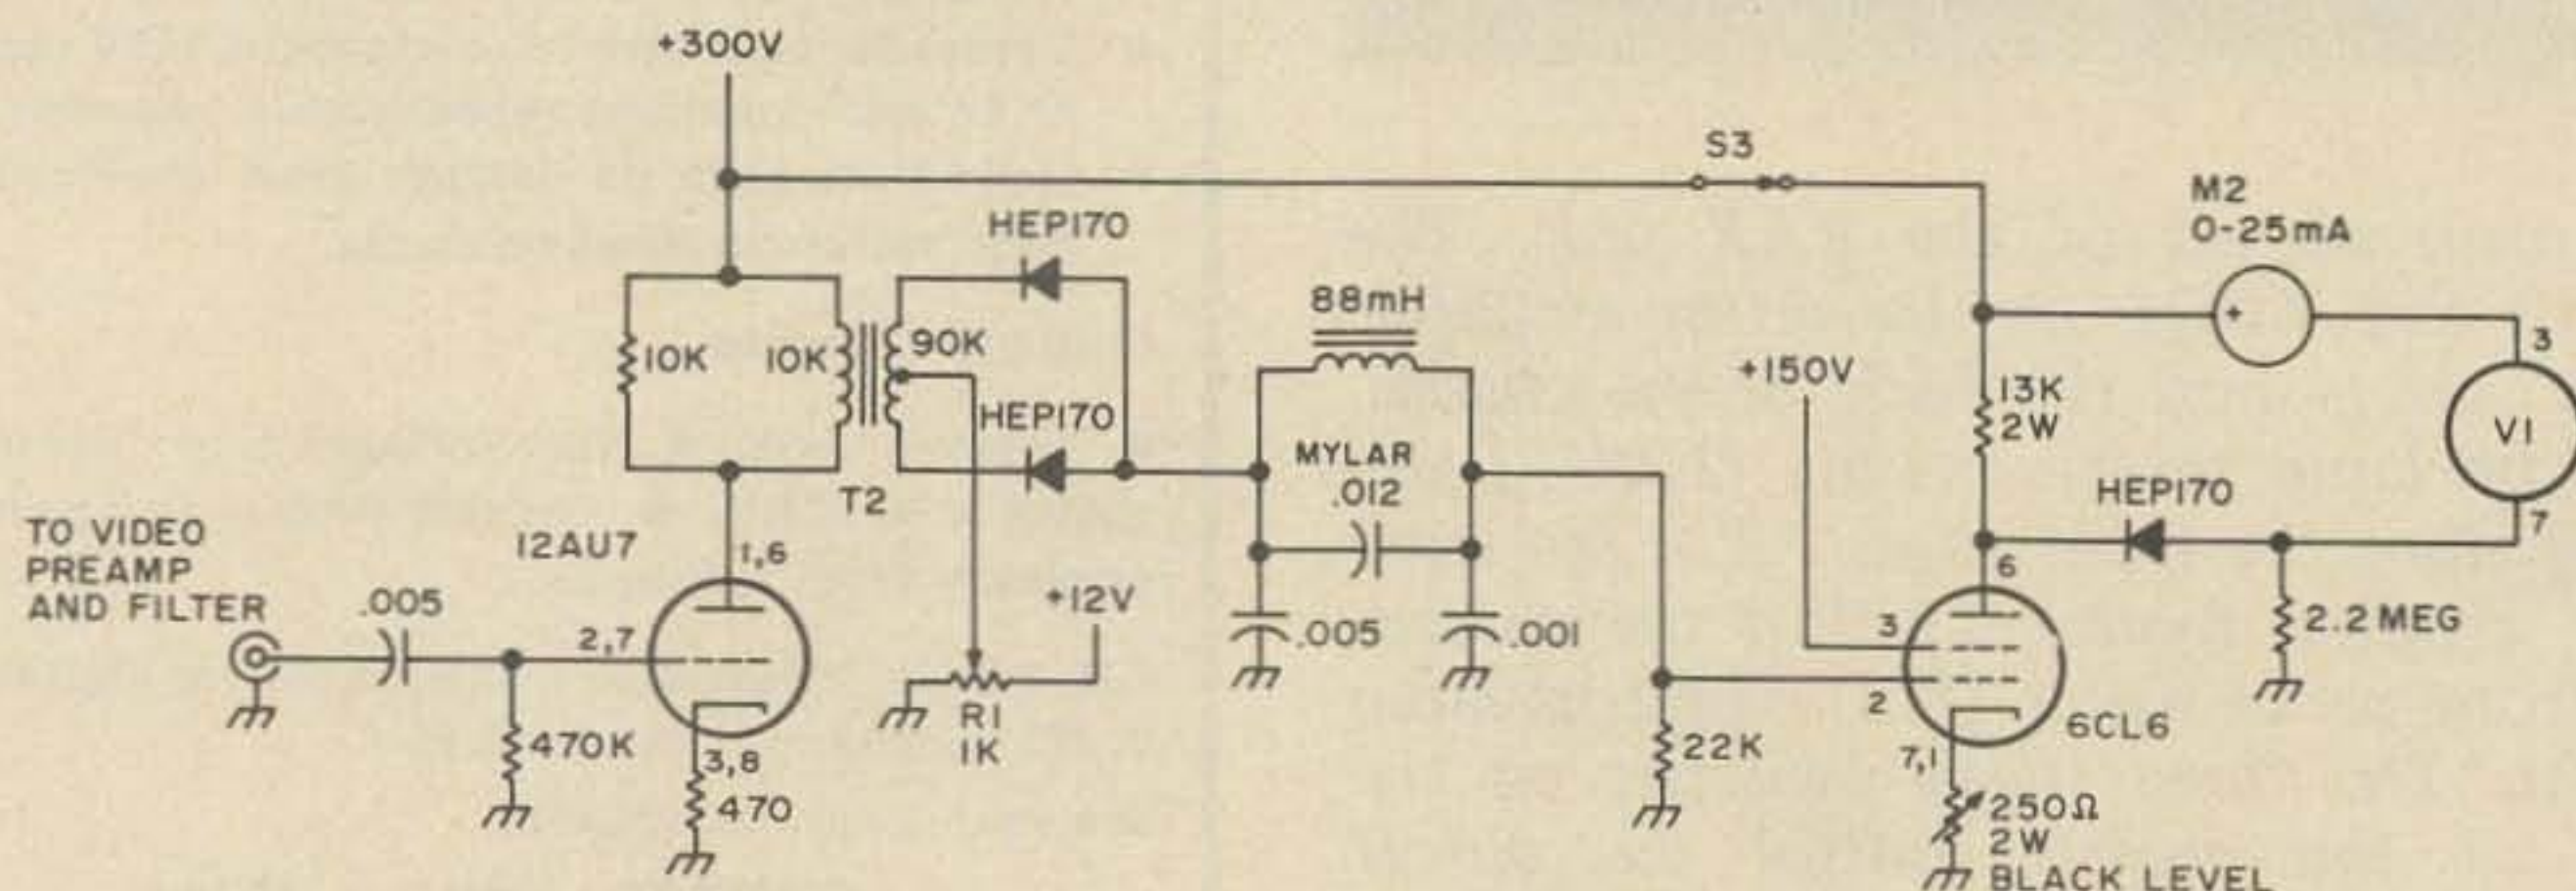 +300V
S3
M2
0-25mA
HEP170
88mH
10K
10K
90K
+150V
3
13K
2W
HEP170
MYLAR
.012
V1
T2
HEP170
TO VIDEO
PREAMP
AND FILTER
12AU7
1,6
7
6
.005
+12V
2,7
.005
.001
3
2.2 MEG
R1
1K
2
470K
3,8
22K
6CL6
7,1
470
250Ω
2W
BLACK LEVEL